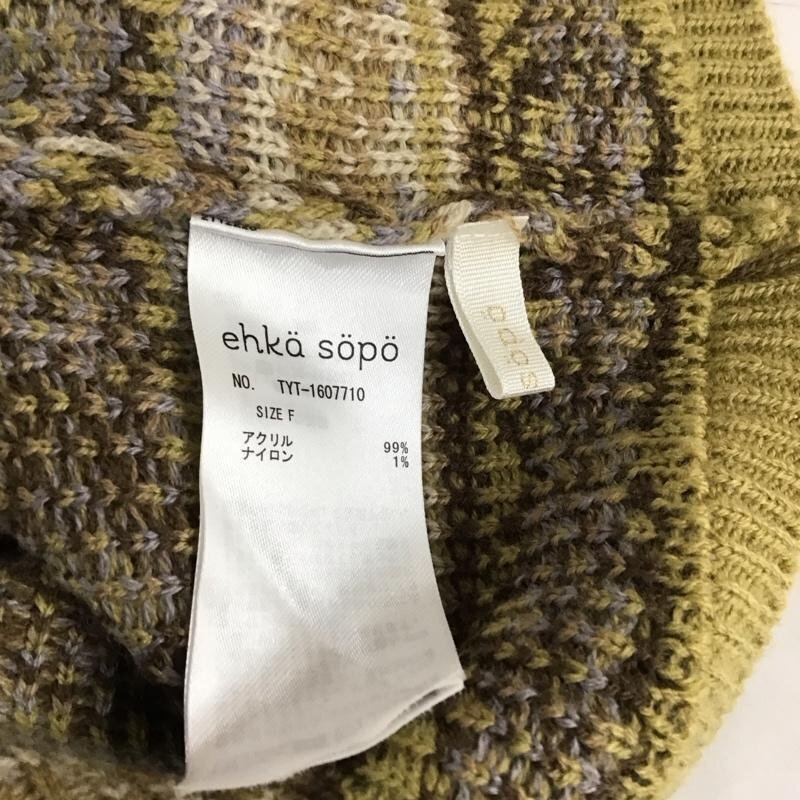 ehkä söpö
NO. TYT-1607710
SIZE F
アクリル 99%
ナイロン 1%